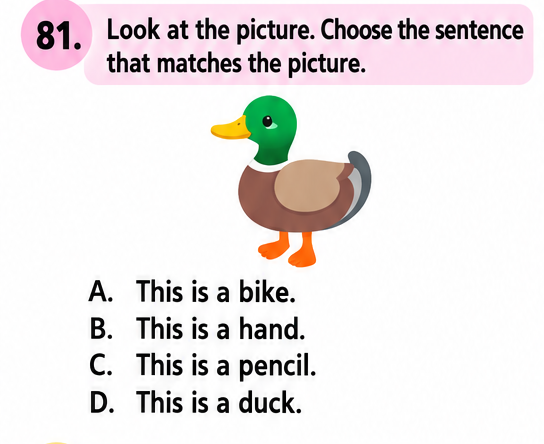 81. Look at the picture. Choose the sentence
that matches the picture.
A. This is a bike.
B. This is a hand.
C. This is a pencil.
D. This is a duck.